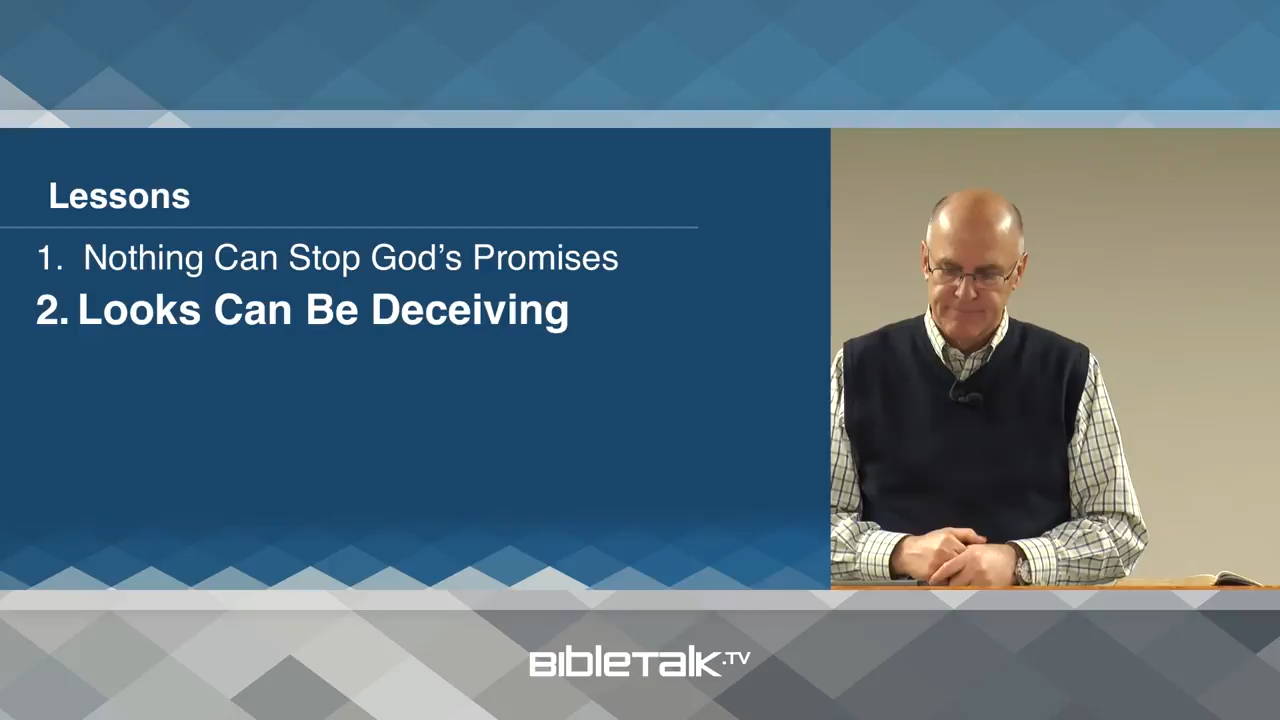 Lessons
1. Nothing Can Stop God’s Promises
2. Looks Can Be Deceiving
BIBLETALK.TV